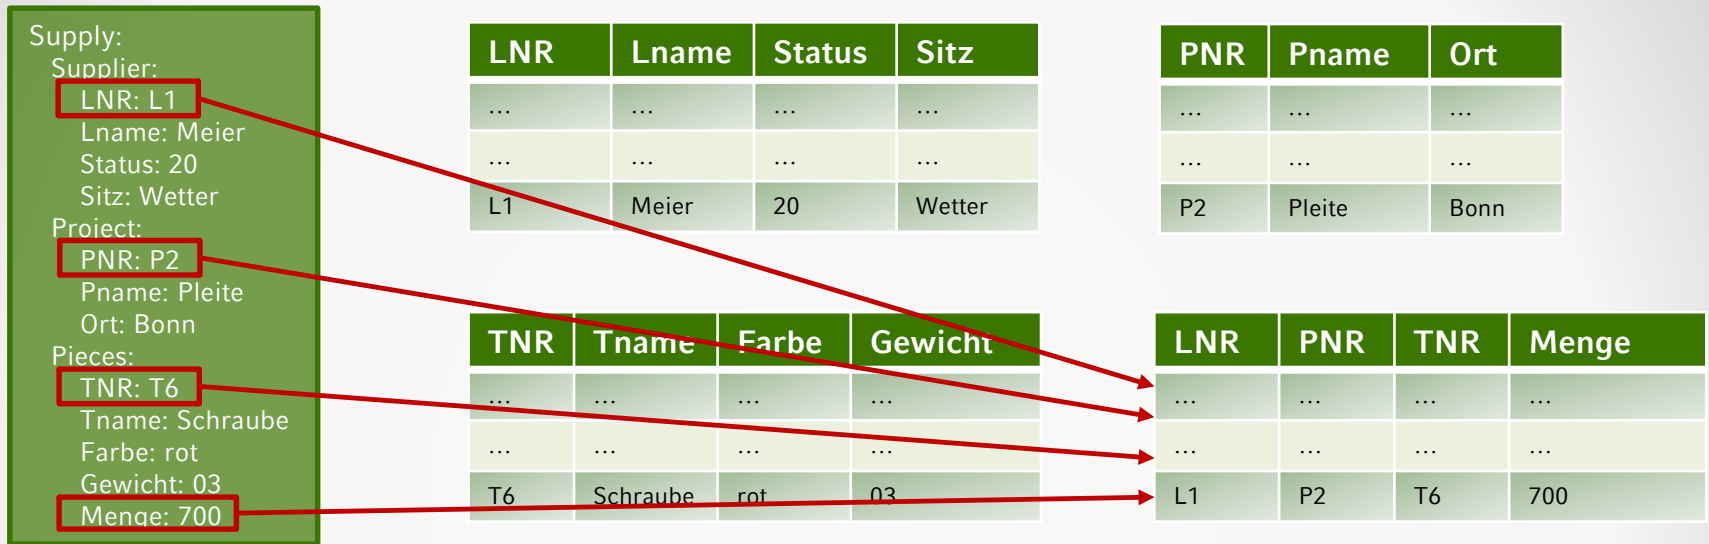 Supply:
Supplier:
LNR: L1
Lname: Meier
Status: 20
Sitz: Wetter
Project:
PNR: P2
Pname: Pleite
Ort: Bonn
Pieces:
TNR: T6
Tname: Schraube
Farbe: rot
Gewicht: 03
Menge: 700
LNR Lname Status Sitz
... ... ... ...
... ... ... ...
L1 Meier 20 Wetter
PNR Pname Ort
... ... ...
... ... ...
P2 Pleite Bonn
TNR Tname Farbe Gewicht
... ... ... ...
... ... ... ...
T6 Schraube rot 03
LNR PNR TNR Menge
... ... ... ...
... ... ... ...
L1 P2 T6 700